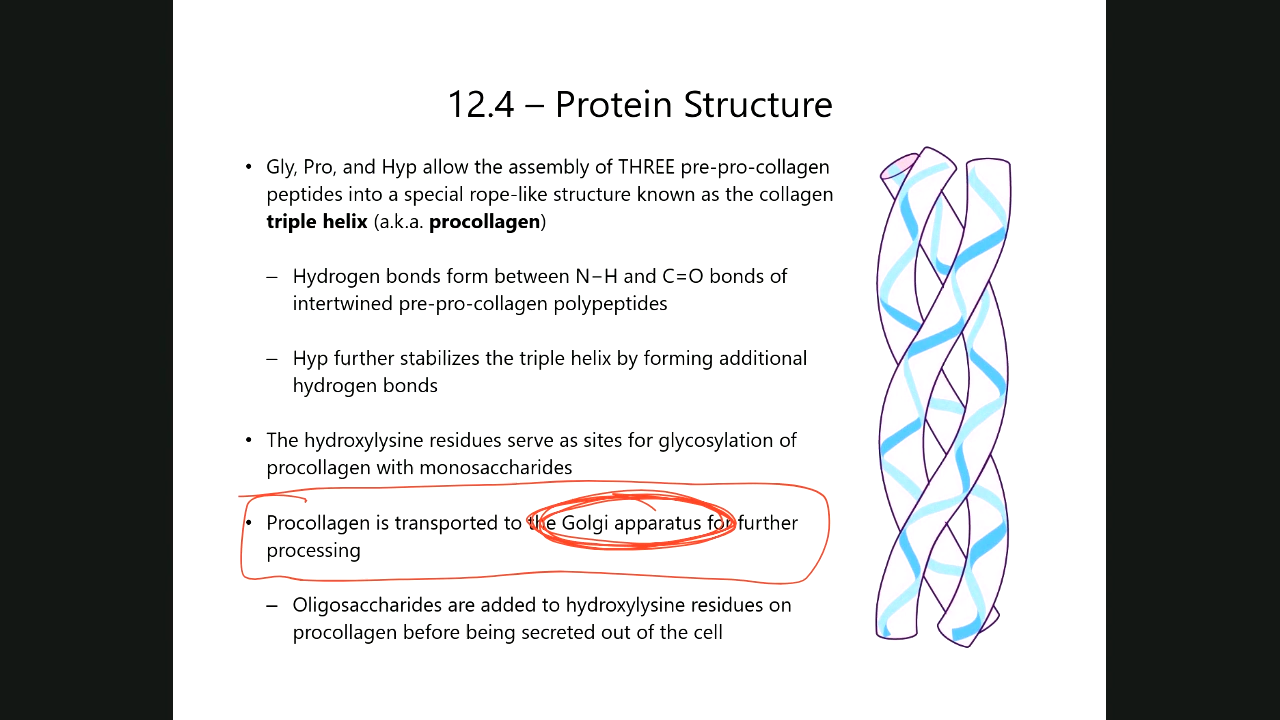 12.4 – Protein Structure
• Gly, Pro, and Hyp allow the assembly of THREE pre-pro-collagen
peptides into a special rope-like structure known as the collagen
triple helix (a.k.a. procollagen)
– Hydrogen bonds form between N–H and C=O bonds of
intertwined pre-pro-collagen polypeptides
– Hyp further stabilizes the triple helix by forming additional
hydrogen bonds
• The hydroxylysine residues serve as sites for glycosylation of
procollagen with monosaccharides
• Procollagen is transported to the Golgi apparatus for further
processing
– Oligosaccharides are added to hydroxylysine residues on
procollagen before being secreted out of the cell